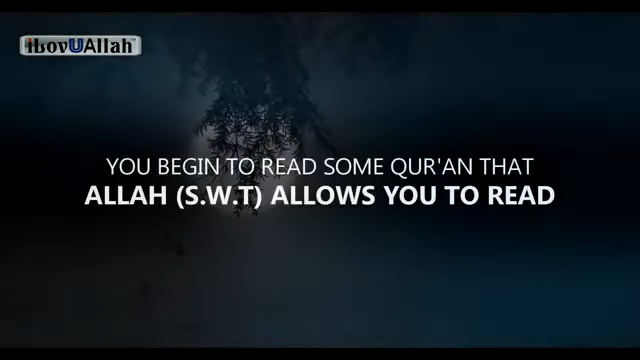 iLovUAllah
YOU BEGIN TO READ SOME QUR'AN THAT
ALLAH (S.W.T) ALLOWS YOU TO READ